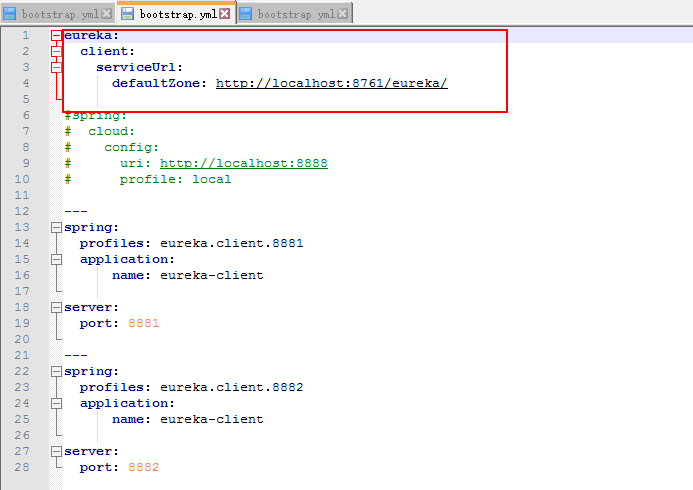 bootstrap.yml bootstrap.yml bootstrap.yml
1 eureka:
2   client:
3     serviceUrl:
4       defaultZone: http://localhost:8761/eureka/
5
6 #spring:
7 #  cloud:
8 #    config:
9 #      uri: http://localhost:8888
10 #      profile: local
11
12 ---
13 spring:
14   profiles: eureka.client.8881
15   application:
16       name: eureka-client
17
18 server:
19   port: 8881
20
21 ---
22 spring:
23   profiles: eureka.client.8882
24   application:
25       name: eureka-client
26
27 server:
28   port: 8882